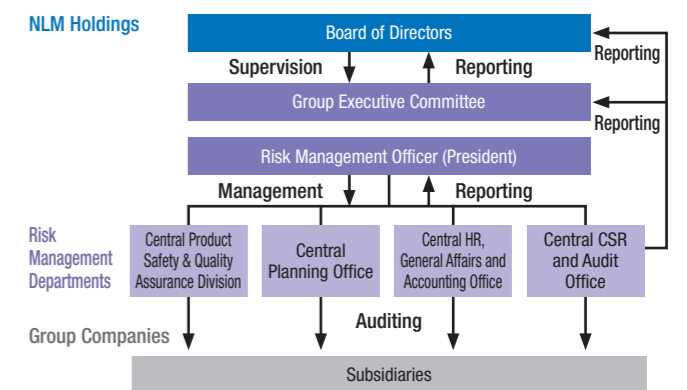 NLM Holdings
Board of Directors
Reporting
Supervision
Reporting
Group Executive Committee
Reporting
Risk Management Officer (President)
Management
Reporting
Risk
Management
Departments
Central Product
Safety & Quality
Assurance Division
Central
Planning Office
Central HR,
General Affairs and
Accounting Office
Central CSR
and Audit
Office
Auditing
Group Companies
Subsidiaries